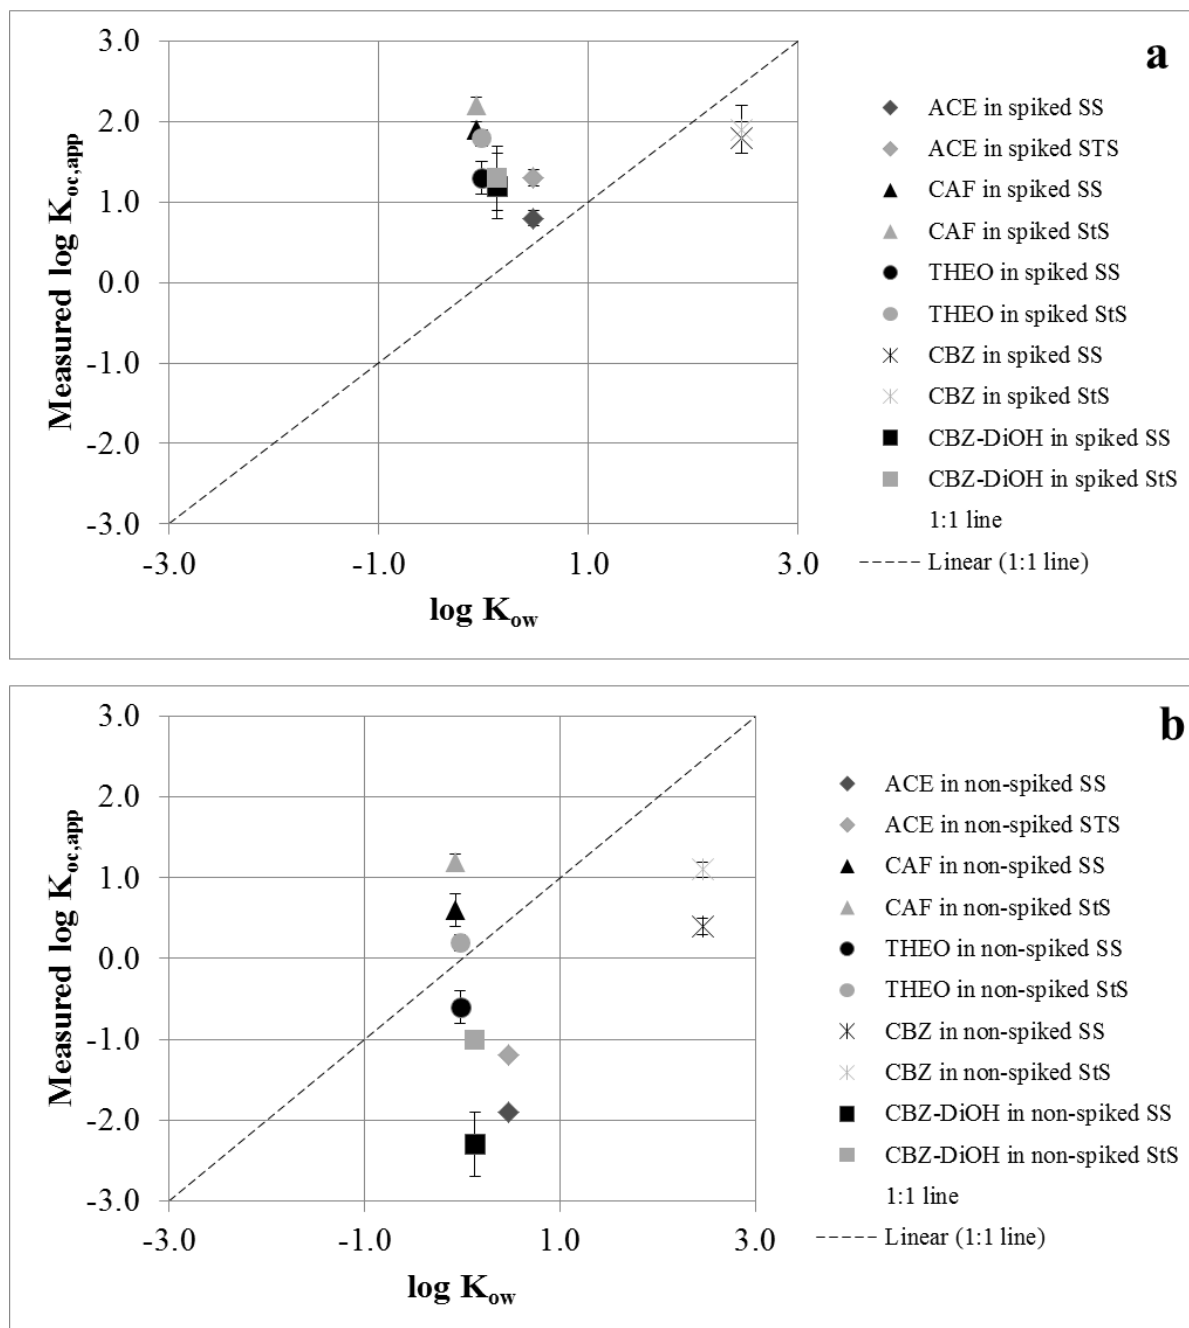 a
3.0
2.0
1.0
0.0
-1.0
-2.0
-3.0
Measured log Koc,app
-3.0 -1.0 1.0 3.0
log Kow
ACE in spiked SS
ACE in spiked STS
CAF in spiked SS
CAF in spiked StS
THEO in spiked SS
THEO in spiked StS
CBZ in spiked SS
CBZ in spiked StS
CBZ-DiOH in spiked SS
CBZ-DiOH in spiked StS
1:1 line
Linear (1:1 line)
b
3.0
2.0
1.0
0.0
-1.0
-2.0
-3.0
Measured log Koc,app
-3.0 -1.0 1.0 3.0
log Kow
ACE in non-spiked SS
ACE in non-spiked STS
CAF in non-spiked SS
CAF in non-spiked StS
THEO in non-spiked SS
THEO in non-spiked StS
CBZ in non-spiked SS
CBZ in non-spiked StS
CBZ-DiOH in non-spiked SS
CBZ-DiOH in non-spiked StS
1:1 line
Linear (1:1 line)